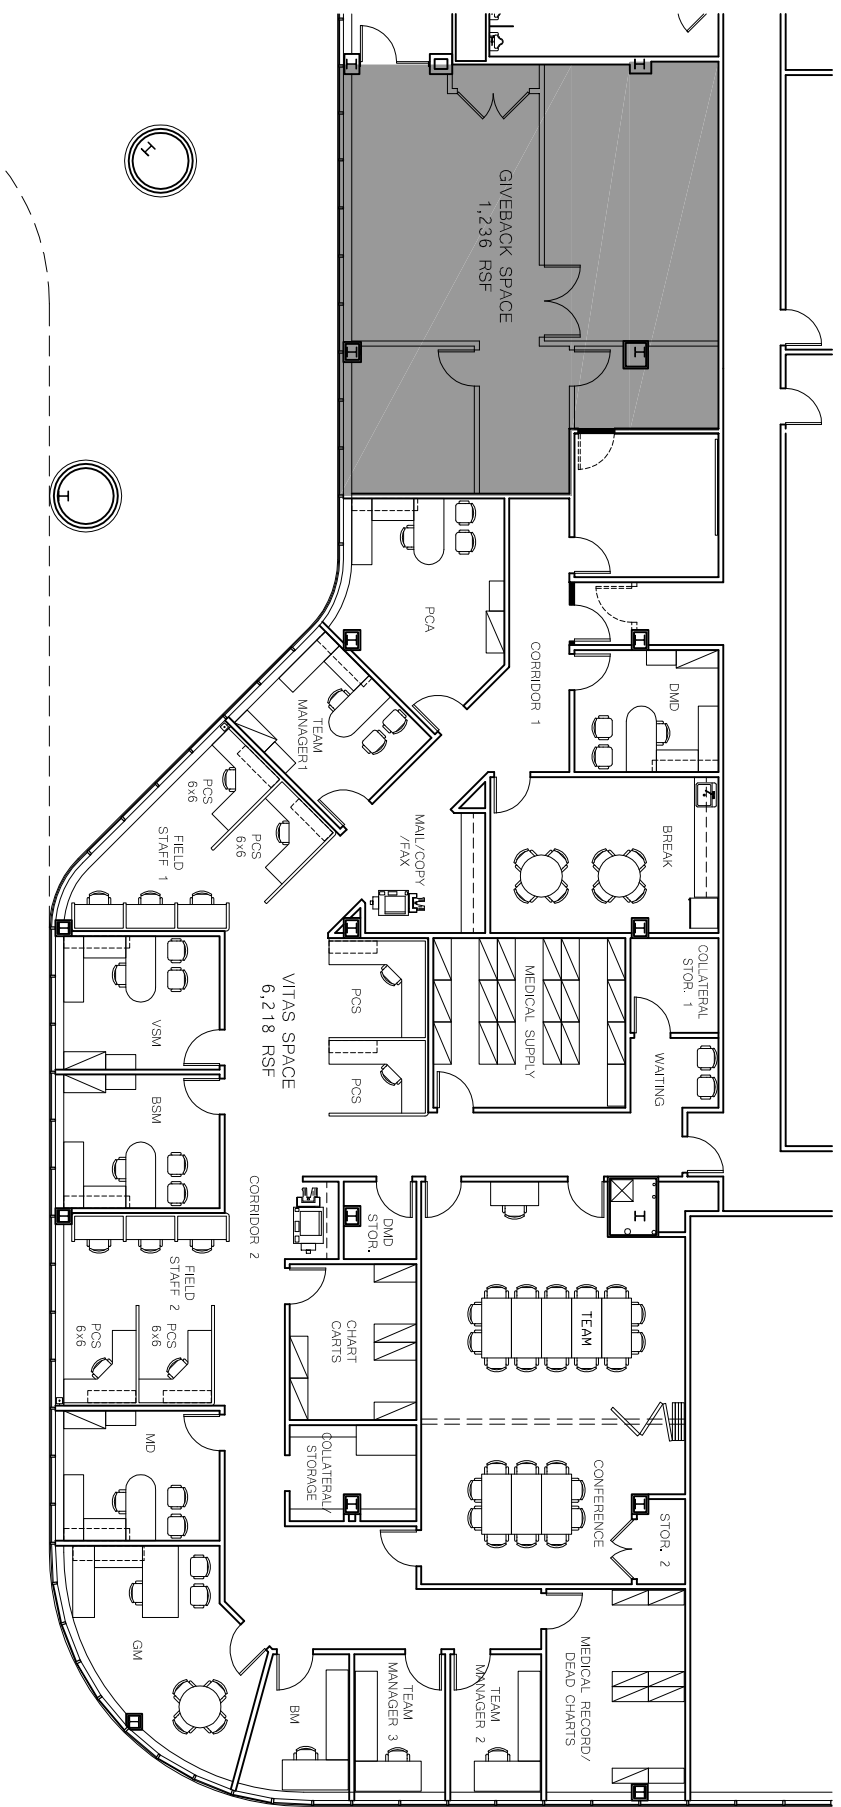 GIVEBACK SPACE
1,236 RSF
PCA
CORRIDOR 1
DMD
TEAM
MANAGER1
PCS
6x6
PCS
6x6
FIELD
STAFF 1
MAIL/COPY
/FAX
BREAK
COLLATERAL
STOR. 1
MEDICAL SUPPLY
PCS
PCS
VITAS SPACE
6,218 RSF
VSM
WAITING
BSM
CORRIDOR 2
DMD
STOR.
FIELD
STAFF 2
PCS
6x6
PCS
6x6
CHART
CARTS
TEAM
COLLATERAL/
STORAGE
CONFERENCE
STOR. 2
MD
GM
BM
TEAM
MANAGER 3
TEAM
MANAGER 2
MEDICAL RECORD/
DEAD CHARTS